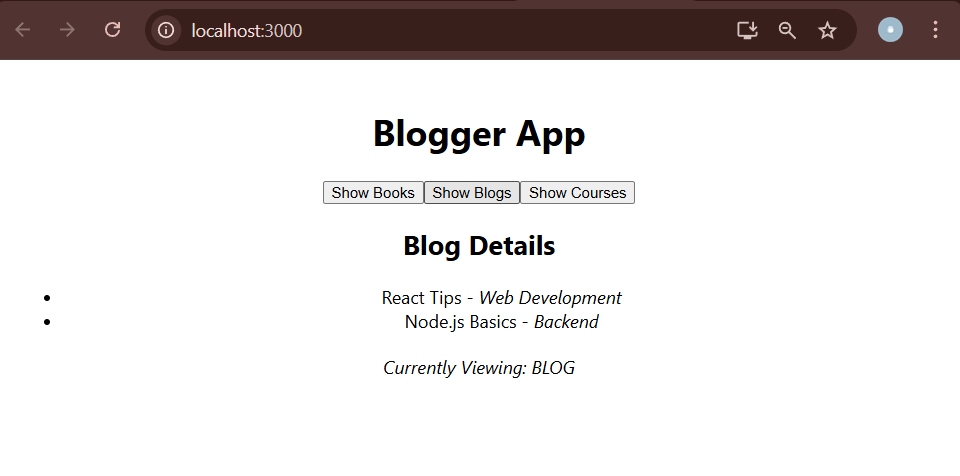 localhost:3000
Blogger App
Show Books Show Blogs Show Courses
Blog Details
• React Tips - Web Development
• Node.js Basics - Backend
Currently Viewing: BLOG